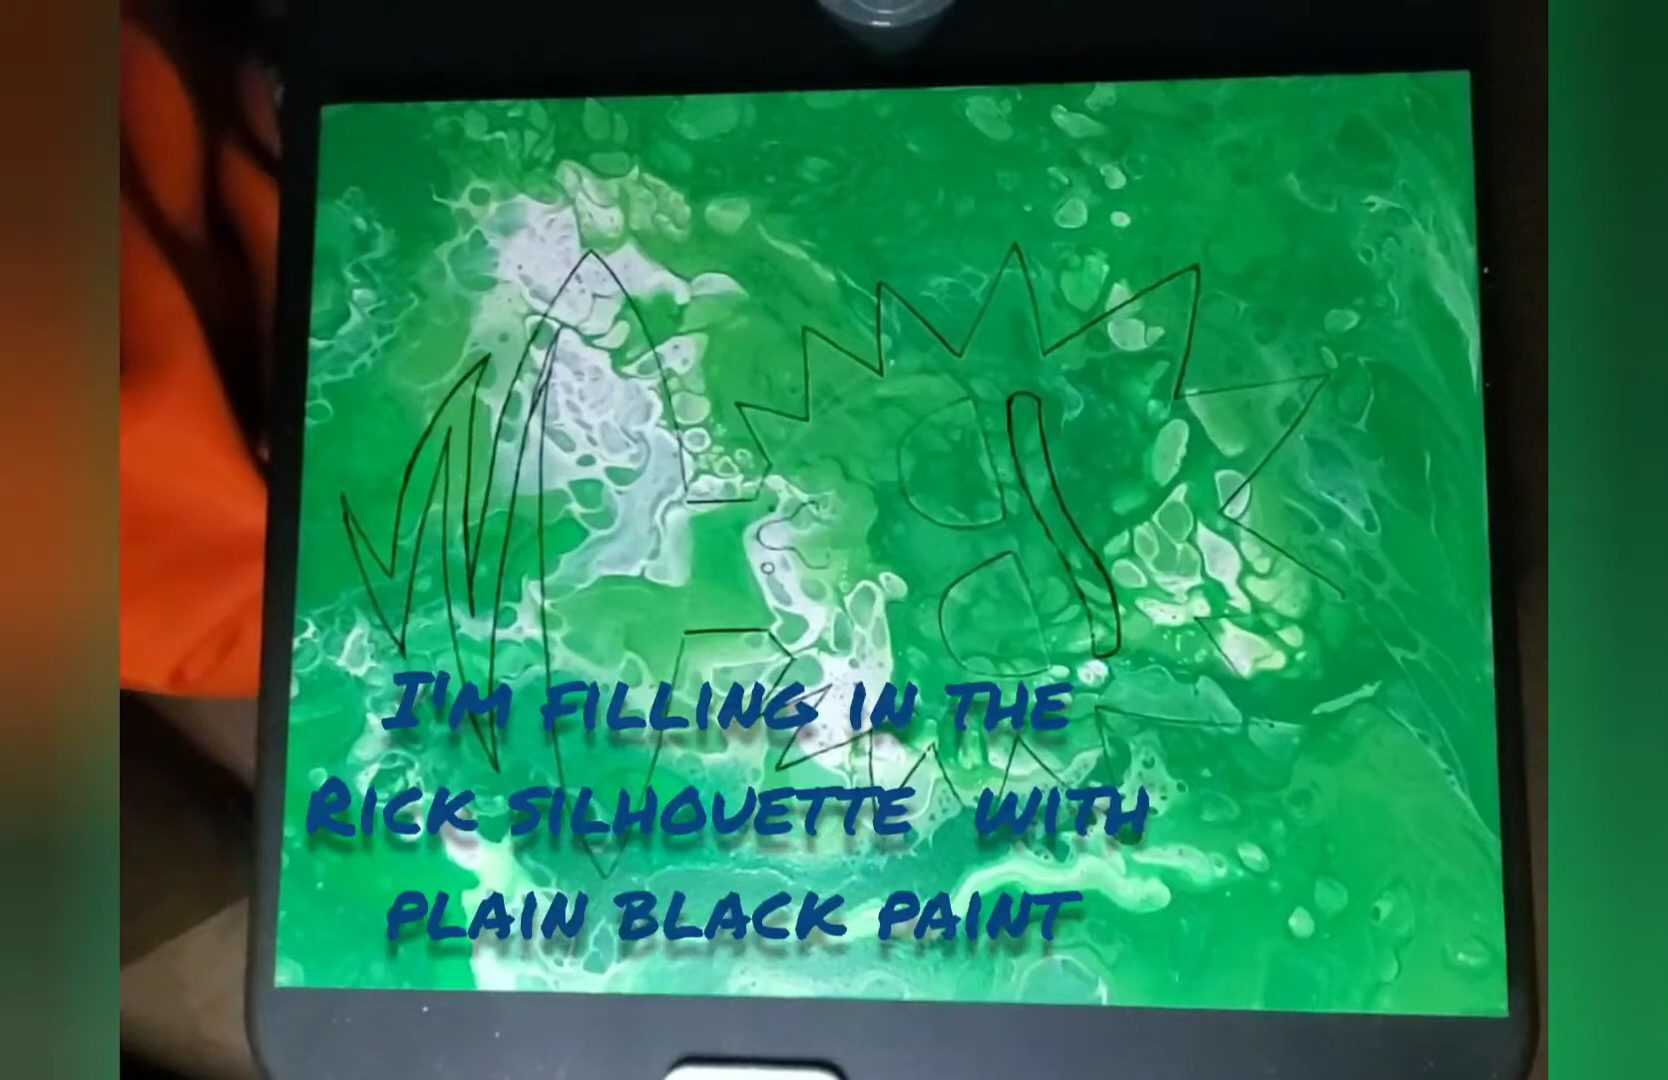 I'm filling in the
Rick silhouette with
plain black paint